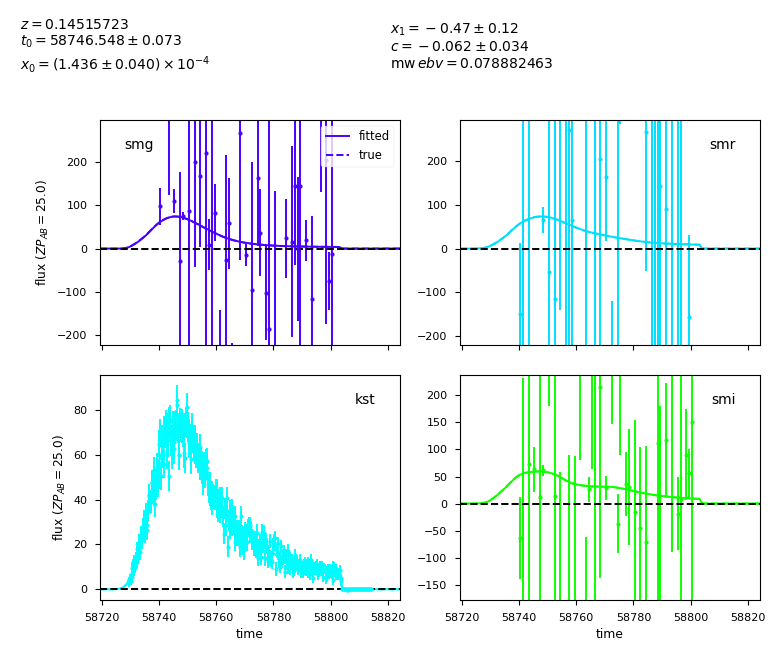 z = 0.14515723
t0 = 58746.548 ± 0.073
x0 = (1.436 ± 0.040) × 10^−4
x1 = −0.47 ± 0.12
c = −0.062 ± 0.034
mw ebv = 0.078882463
smg
fitted
true
200
100
0
−100
−200
flux (ZP_AB = 25.0)
smr
200
100
0
−100
−200
kst
80
60
40
20
0
flux (ZP_AB = 25.0)
58720
58740
58760
58780
58800
58820
time
smi
200
150
100
50
0
−50
−100
−150
58720
58740
58760
58780
58800
58820
time